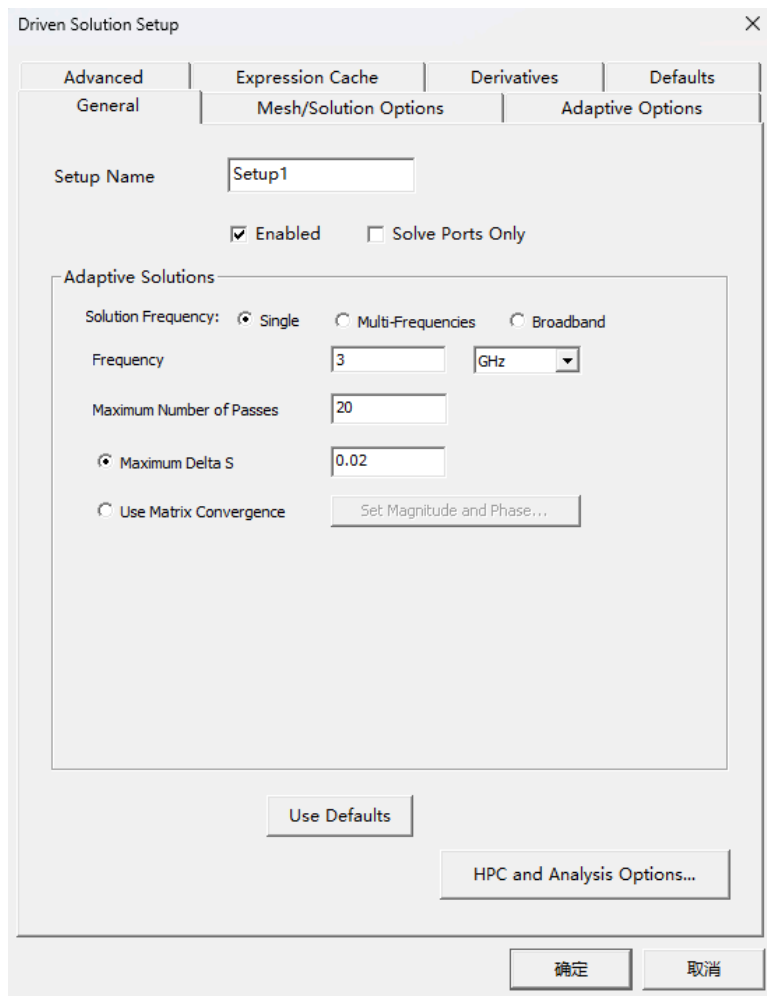 Driven Solution Setup
Advanced Expression Cache Derivatives Defaults
General Mesh/Solution Options Adaptive Options
Setup Name Setup1
Enabled Solve Ports Only
Adaptive Solutions
Solution Frequency: Single Multi-Frequencies Broadband
Frequency 3 GHz
Maximum Number of Passes 20
Maximum Delta S 0.02
Use Matrix Convergence Set Magnitude and Phase...
Use Defaults
HPC and Analysis Options...
确定 取消